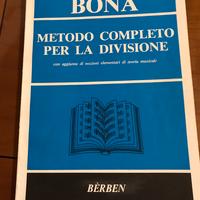 BONA
METODO COMPLETO
PER LA DIVISIONE
con aggiunta di nozioni elementari di teoria musicale
BÈRBEN